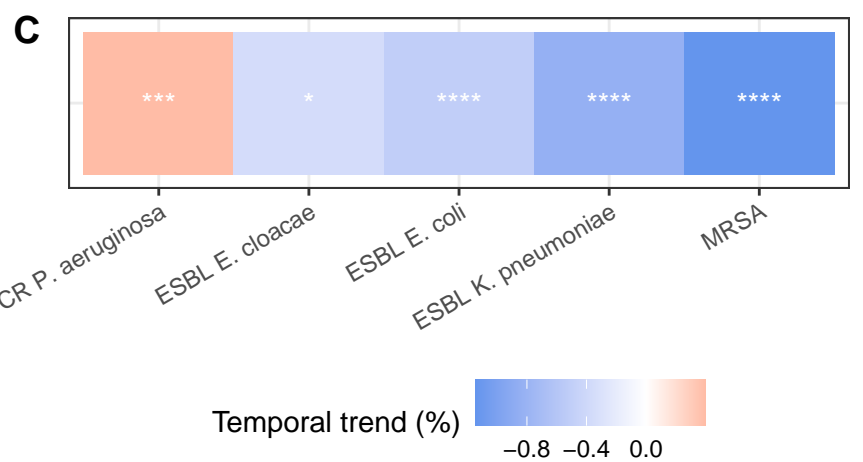 C
*** * **** **** ****
CR P. aeruginosa
ESBL E. cloacae
ESBL E. coli
ESBL K. pneumoniae
MRSA
Temporal trend (%)
−0.8 −0.4 0.0